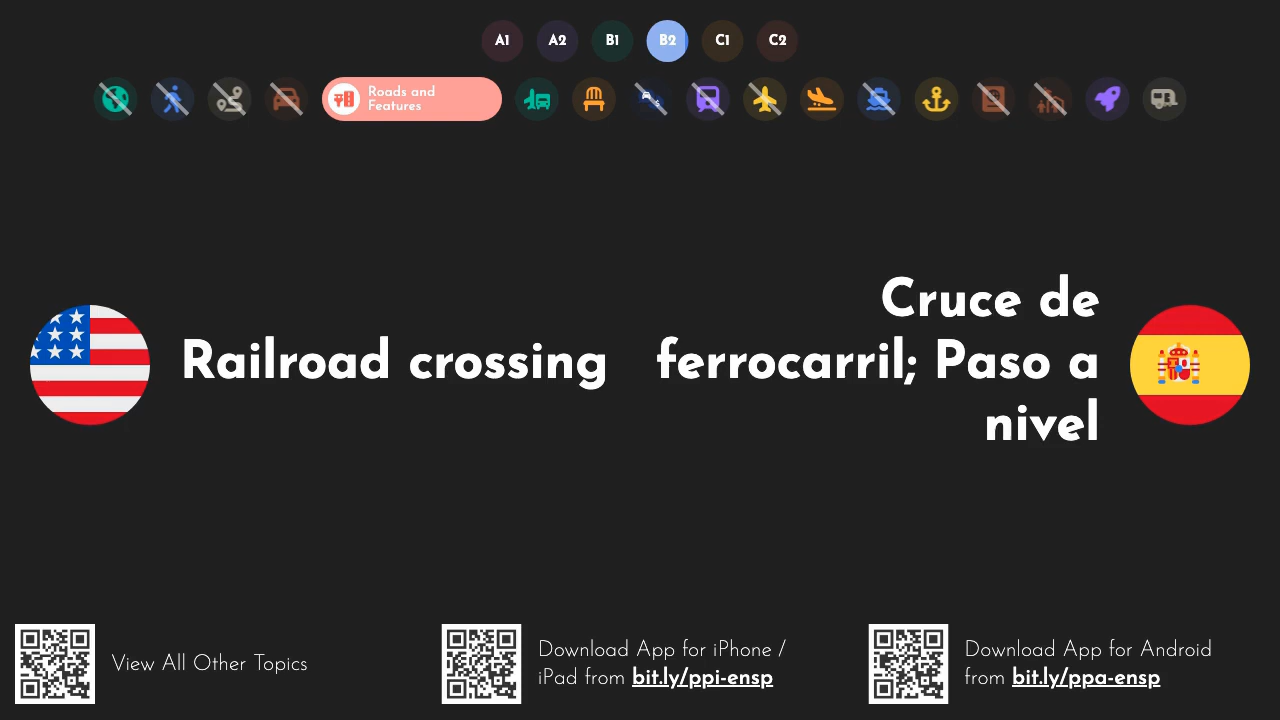 A1 A2 B1 B2 C1 C2
Roads and
Features
Railroad crossing
Cruce de
ferrocarril; Paso a
nivel
View All Other Topics
Download App for iPhone /
iPad from bit.ly/ppi-ensp
Download App for Android
from bit.ly/ppa-ensp